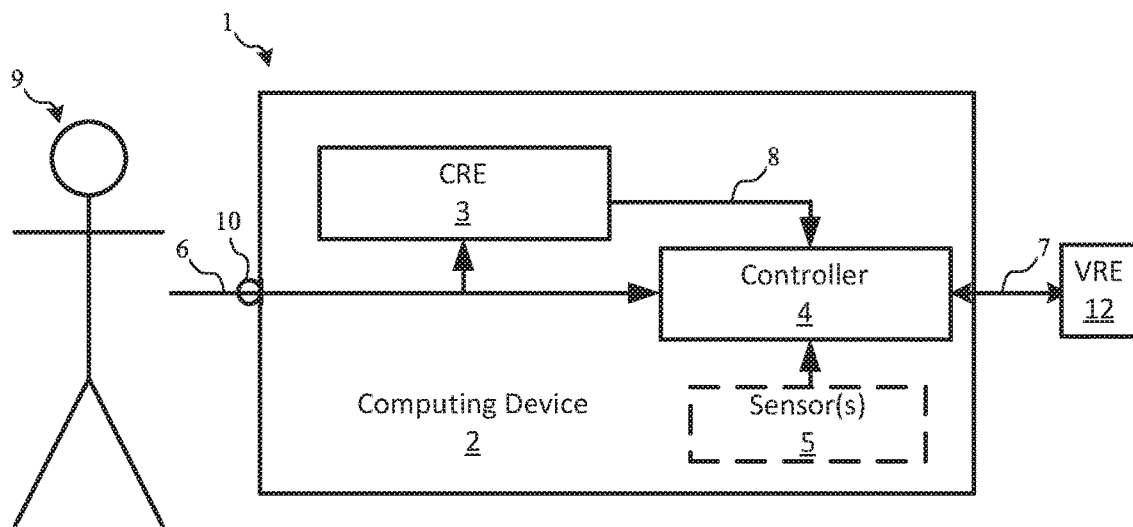 1
9
CRE
3
8
10
6
Controller
4
7
VRE
12
Computing Device
2
Sensor(s)
5